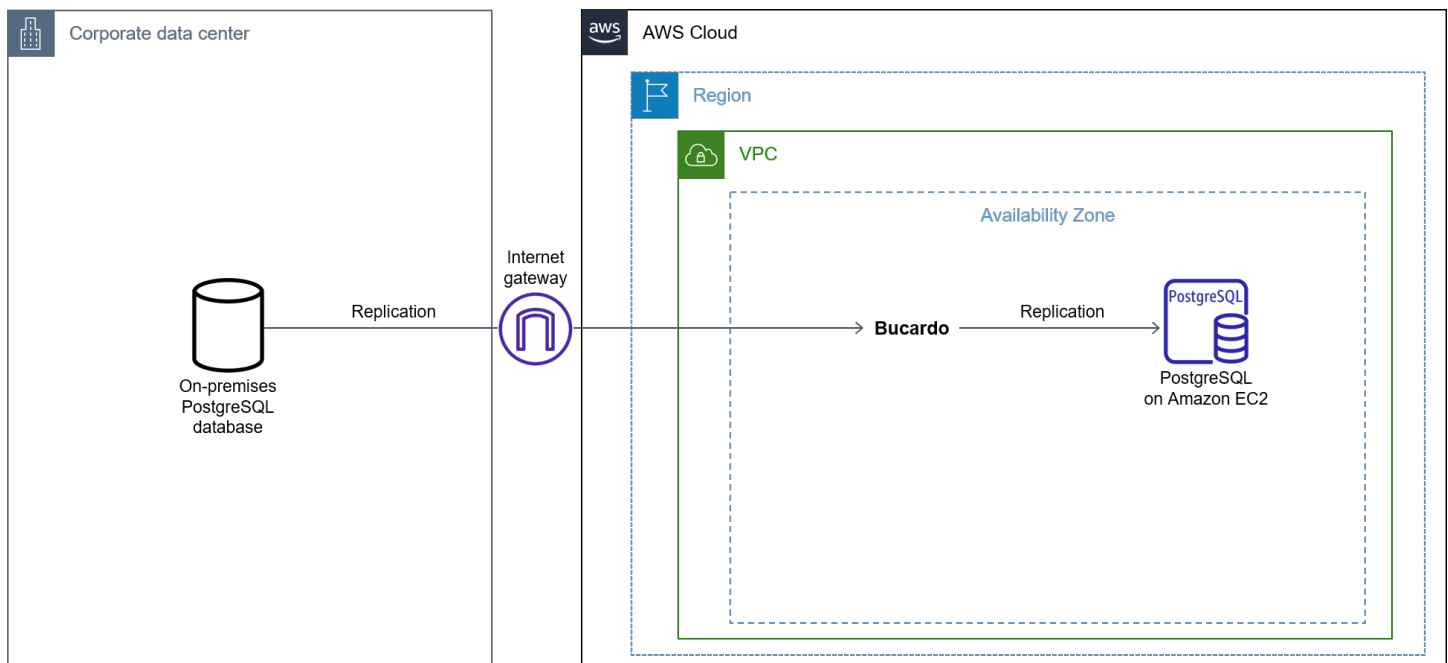 Corporate data center
aws
AWS Cloud
Region
VPC
Availability Zone
Internet
gateway
Replication
Bucardo
Replication
PostgreSQL
On-premises
PostgreSQL
database
PostgreSQL
on Amazon EC2